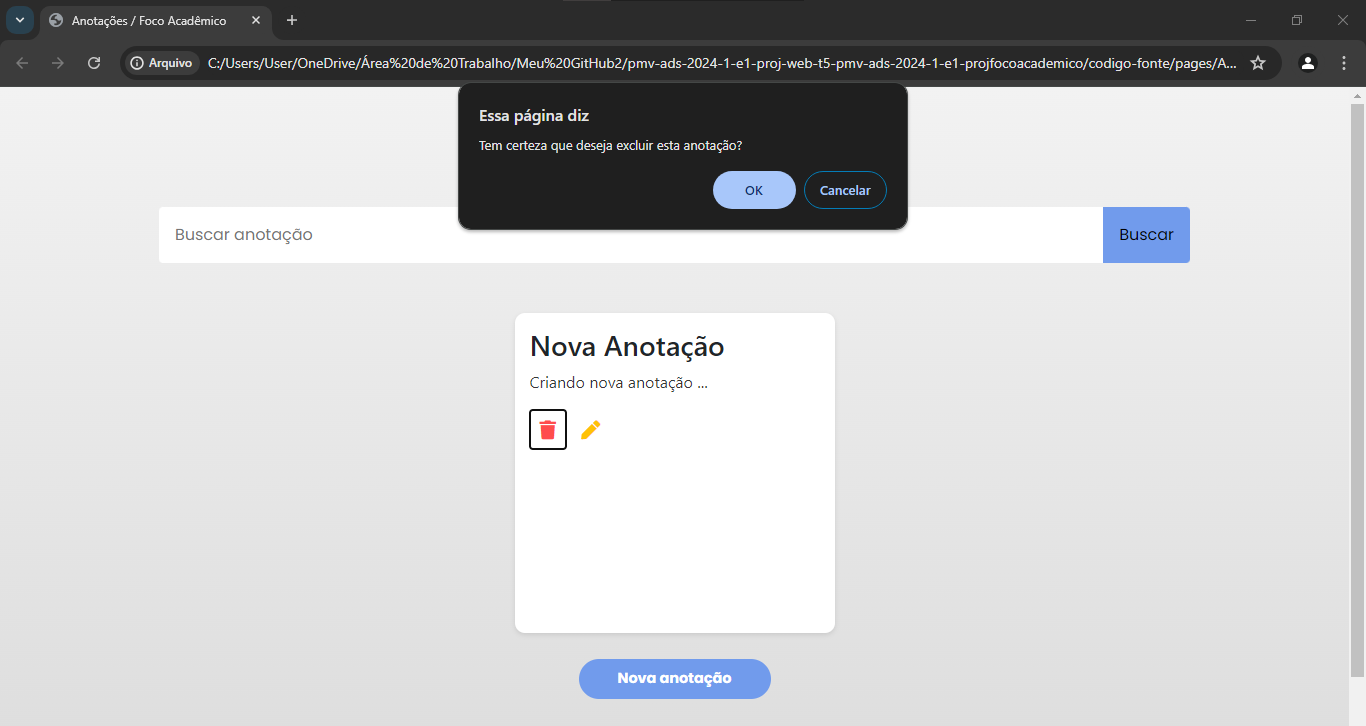 Anotações / Foco Acadêmico
Arquivo
C:/Users/User/OneDrive/Área%20de%20Trabalho/Meu%20GitHub2/pmv-ads-2024-1-e1-proj-web-t5-pmv-ads-2024-1-e1-projfocoacademico/codigo-fonte/pages/A...
Essa página diz
Tem certeza que deseja excluir esta anotação?
OK
Cancelar
Buscar anotação
Buscar
Nova Anotação
Criando nova anotação ...
Nova anotação